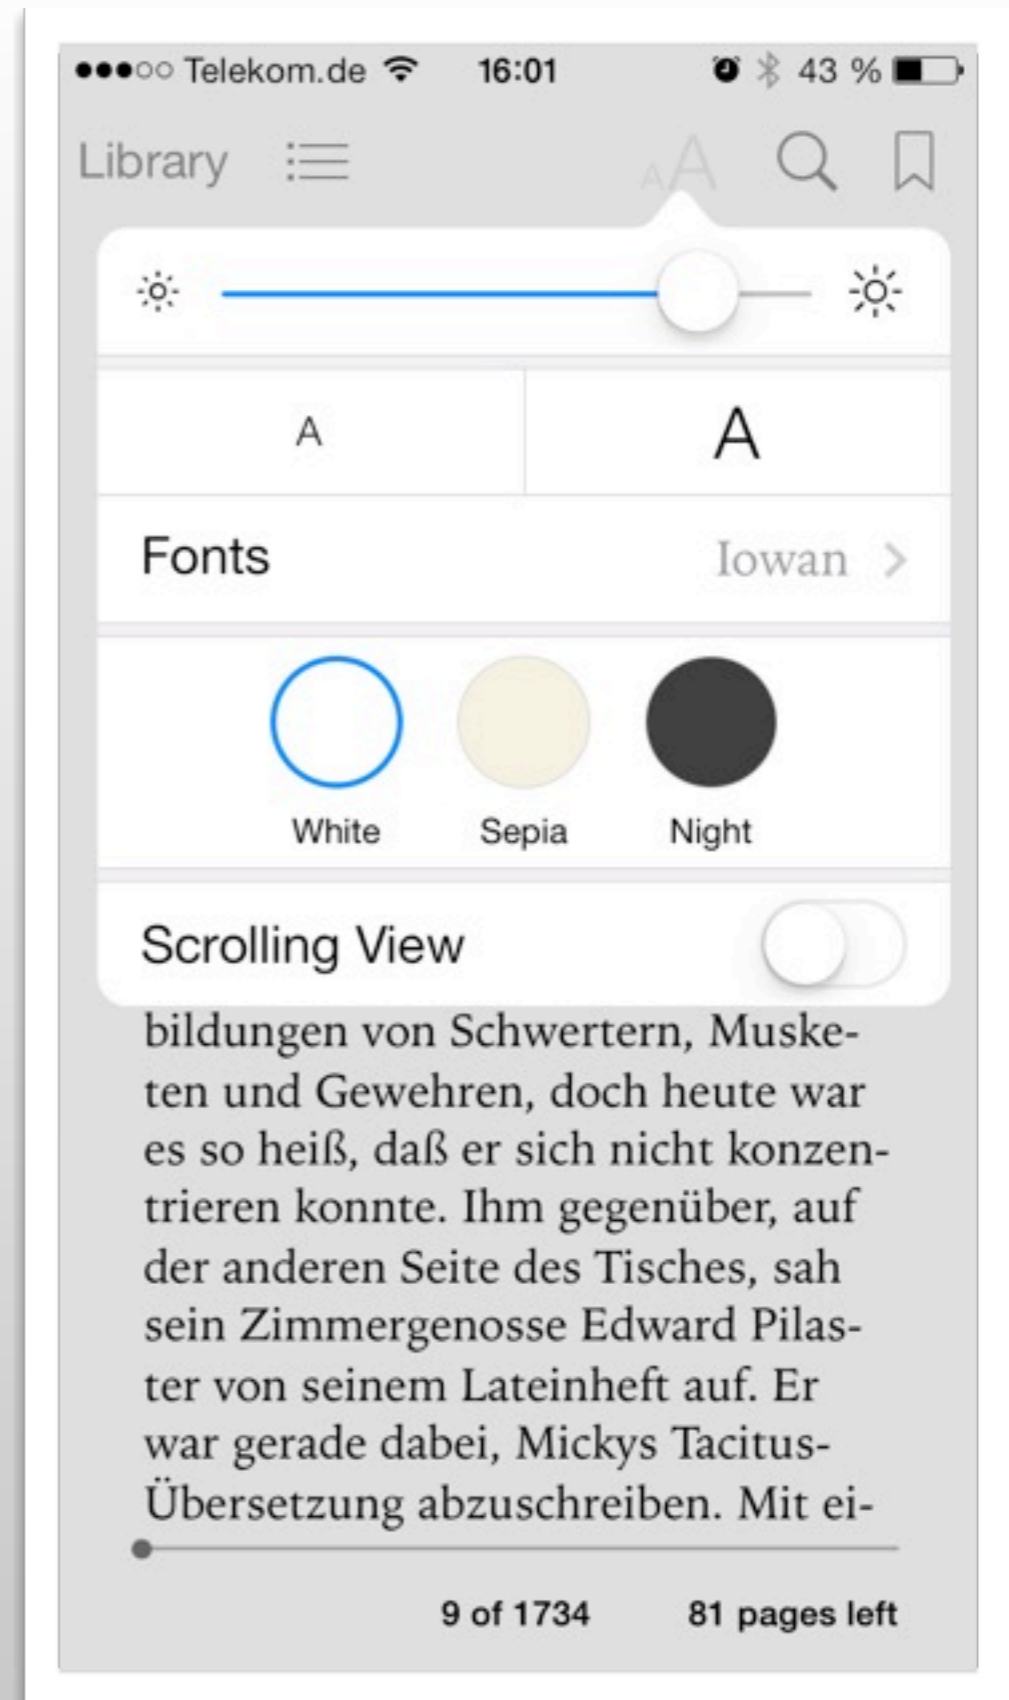 Telekom.de 16:01 43 %
Library AA
A A
Fonts Iowan >
White Sepia Night
Scrolling View
bildungen von Schwertern, Muske-
ten und Gewehren, doch heute war
es so heiß, daß er sich nicht konzen-
trieren konnte. Ihm gegenüber, auf
der anderen Seite des Tisches, sah
sein Zimmergenosse Edward Pilas-
ter von seinem Lateinheft auf. Er
war gerade dabei, Mickys Tacitus-
Übersetzung abzuschreiben. Mit ei-
9 of 1734 81 pages left